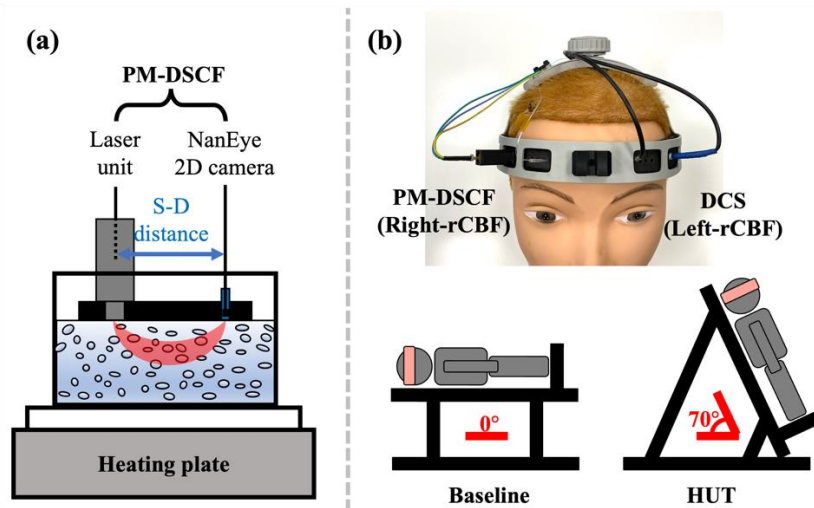 (a)
PM-DSCF
Laser
unit
NanEye
2D camera
S-D
distance
Heating plate
(b)
PM-DSCF
(Right-rCBF)
DCS
(Left-rCBF)
0°
70°
Baseline
HUT